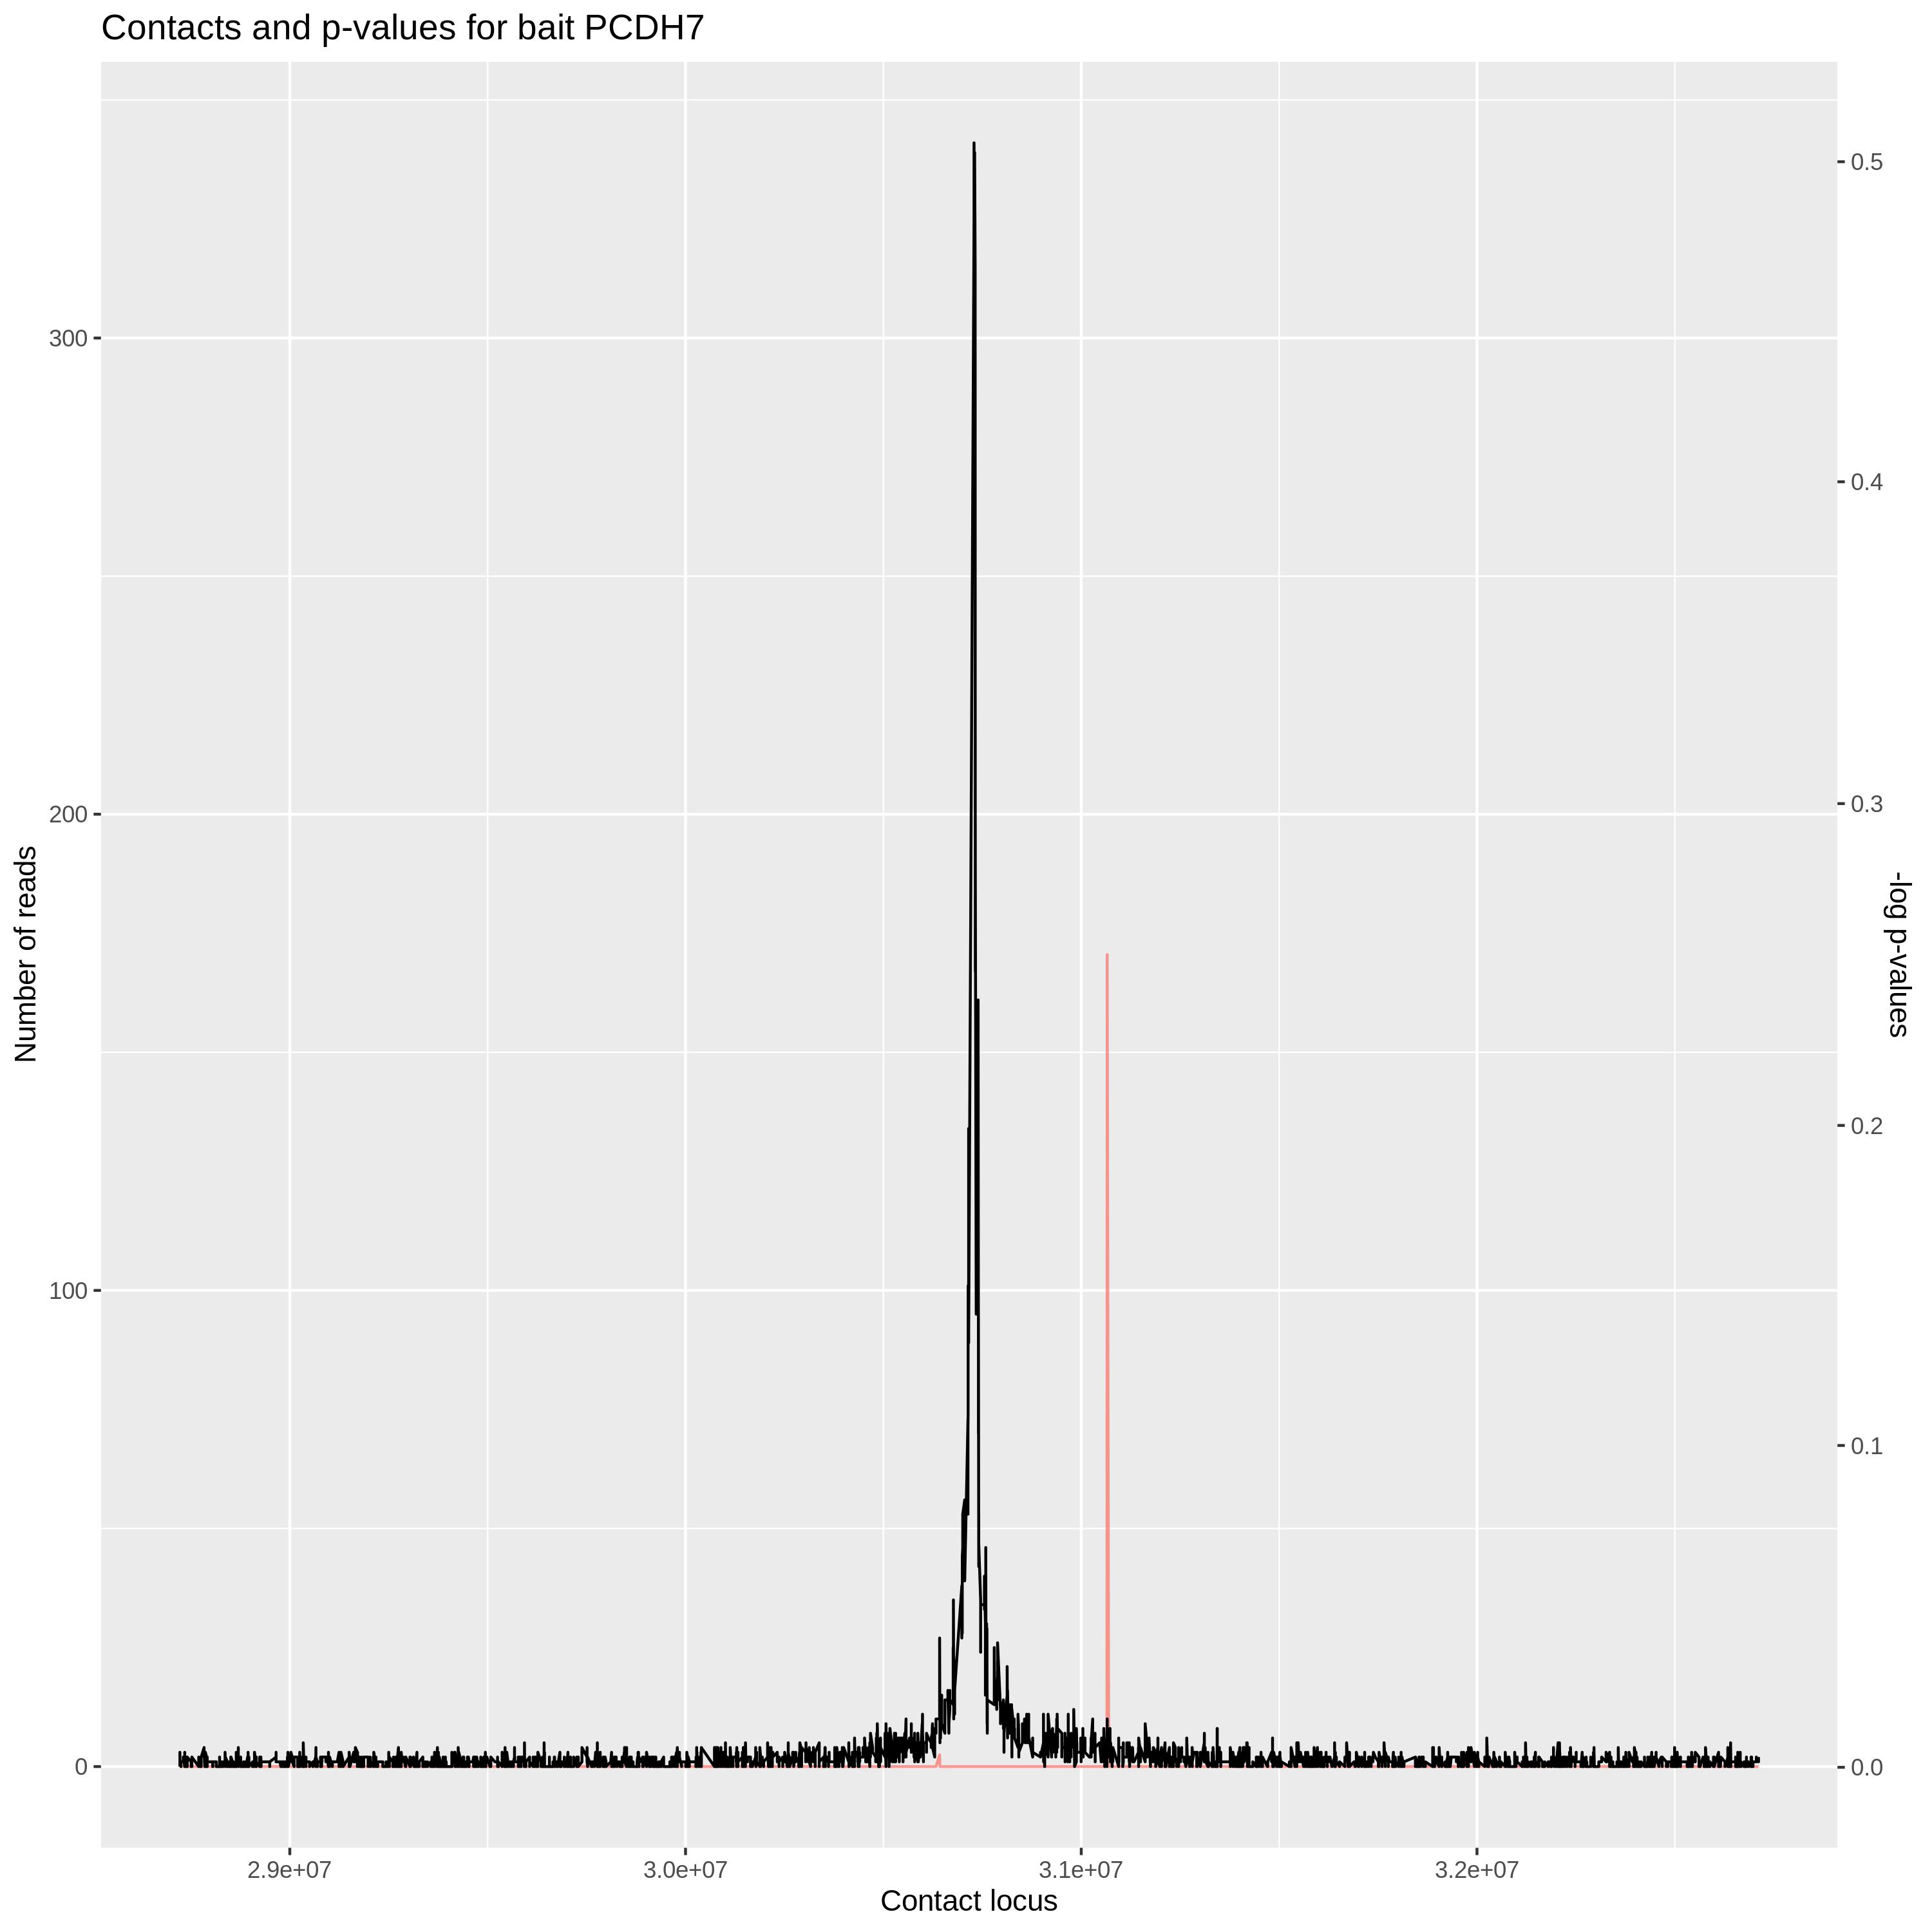 Contacts and p-values for bait PCDH7
300
200
100
0
Number of reads
0.5
0.4
0.3
0.2
0.1
0.0
-log p-values
2.9e+07
3.0e+07
3.1e+07
3.2e+07
Contact locus